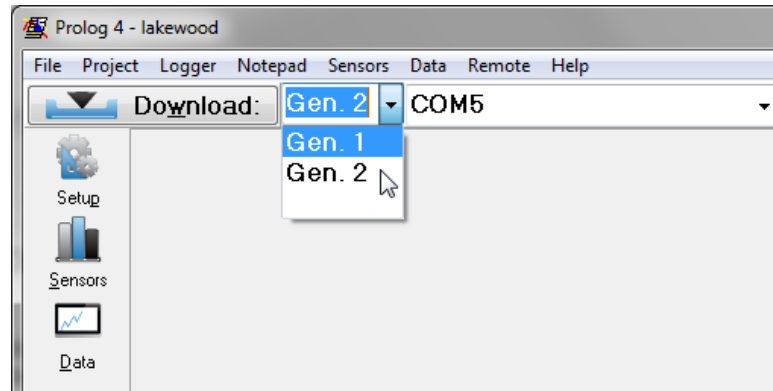 Prolog 4 - lakewood
File Project Logger Notepad Sensors Data Remote Help
Download: Gen. 2 COM5
Gen. 1
Gen. 2
Setup
Sensors
Data